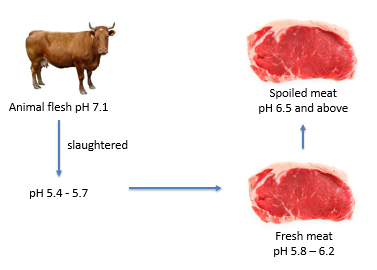 Animal flesh pH 7.1
slaughtered
pH 5.4 - 5.7
Fresh meat
pH 5.8 – 6.2
Spoiled meat
pH 6.5 and above